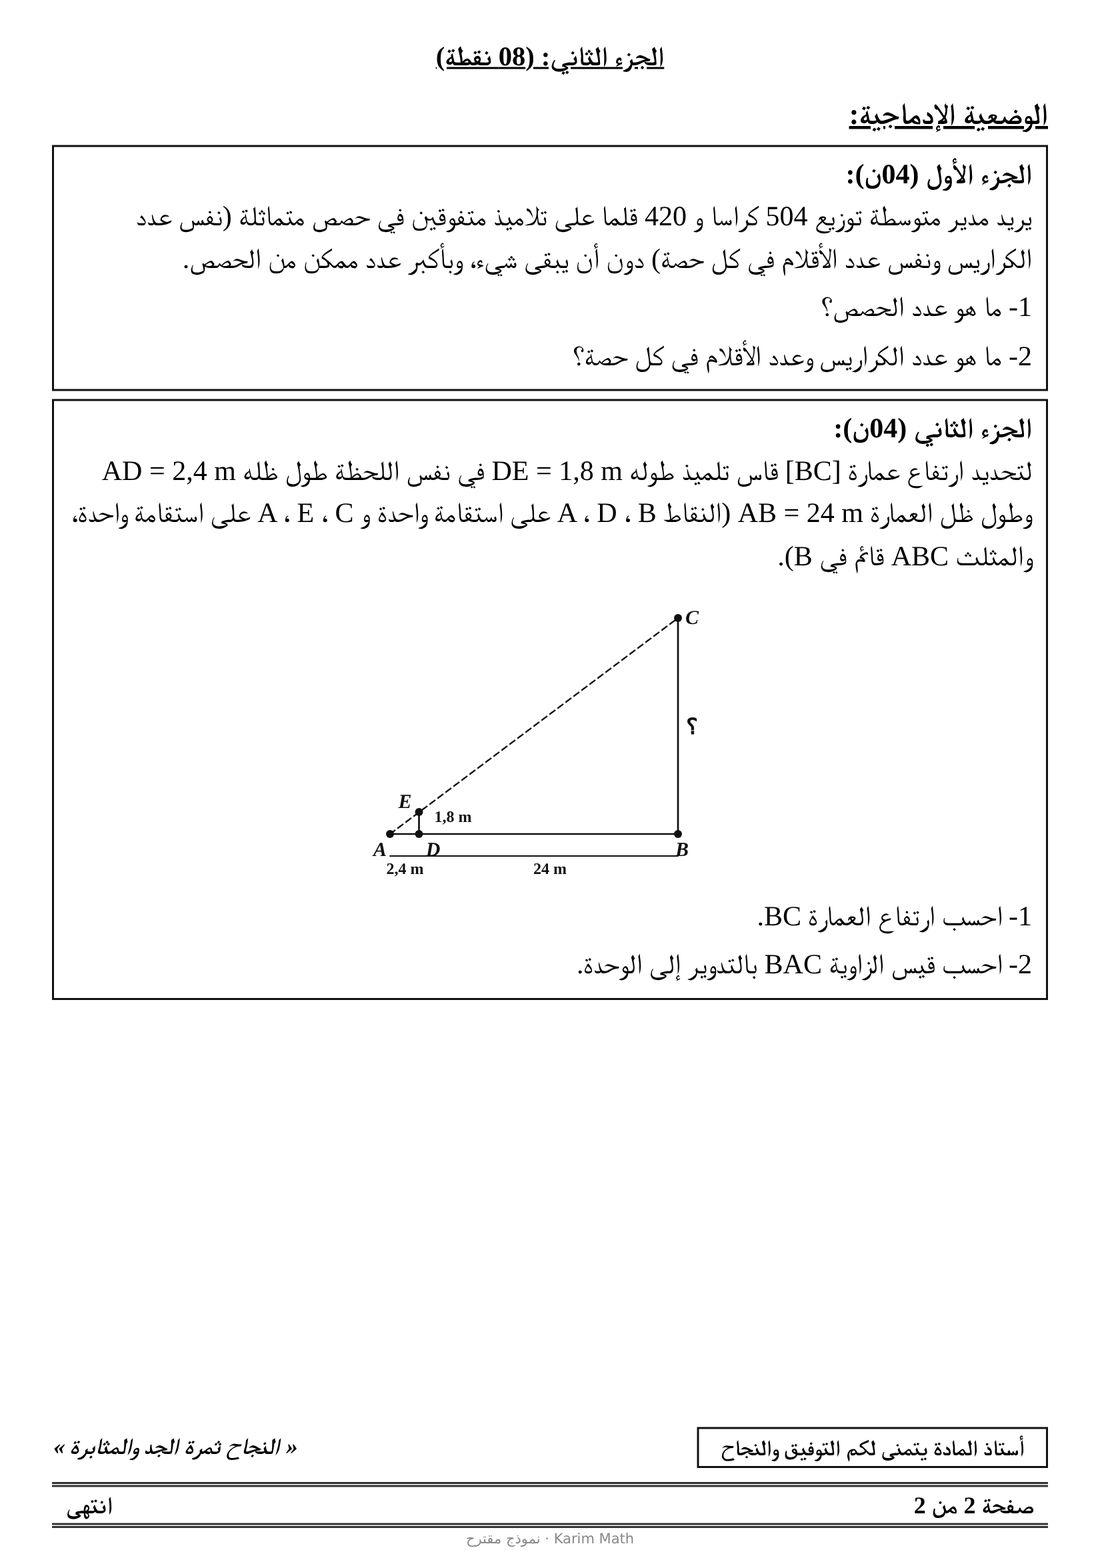 الجزء الثاني: (08 نقطة)
الوضعية الإدماجية:
الجزء الأول (04ن):
يريد مدير متوسطة توزيع 504 كراسا و 420 قلما على تلاميذ متفوقين في حصص متماثلة (نفس عدد
الكراريس ونفس عدد الأقلام في كل حصة) دون أن يبقى شيء، وبأكبر عدد ممكن من الحصص.
1- ما هو عدد الحصص؟
2- ما هو عدد الكراريس وعدد الأقلام في كل حصة؟
الجزء الثاني (04ن):
لتحديد ارتفاع عمارة [BC] قاس تلميذ طوله DE = 1,8 m في نفس اللحظة طول ظله AD = 2,4 m
وطول ظل العمارة AB = 24 m (النقاط A ، D ، B على استقامة واحدة و A ، E ، C على استقامة واحدة،
والمثلث ABC قائم في B).
C
؟
E
1,8 m
A D B
2,4 m 24 m
1- احسب ارتفاع العمارة BC.
2- احسب قيس الزاوية BAC بالتدوير إلى الوحدة.
أستاذ المادة يتمنى لكم التوفيق والنجاح
« النجاح ثمرة الجد والمثابرة »
صفحة 2 من 2
انتهى
نموذج مقترح · Karim Math